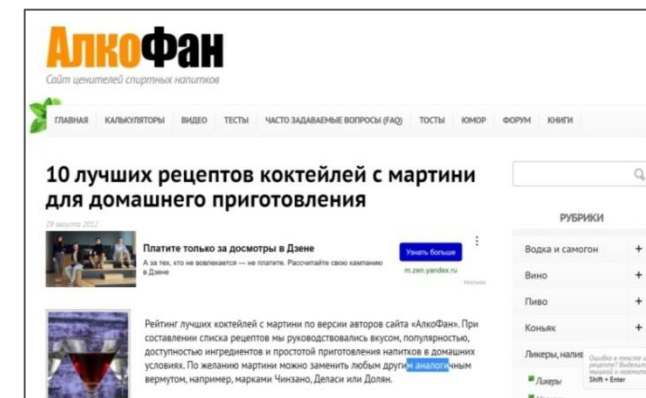 АлкоФан
Сайт ценителей спиртных напитков
ГЛАВНАЯ КАЛЬКУЛЯТОРЫ ВИДЕО ТЕСТЫ ЧАСТО ЗАДАВАЕМЫЕ ВОПРОСЫ (FAQ) ТОСТЫ ЮМОР ФОРУМ КНИГИ
10 лучших рецептов коктейлей с мартини
для домашнего приготовления
29 августа 2012
РУБРИКИ
Платите только за досмотры в Дзене
А за тех, кто не вовлекается — не платите. Рассчитайте свою кампанию
в Дзене
Узнать больше
m.zen.yandex.ru
Водка и самогон +
Вино +
Пиво +
Коньяк +
Ликеры, налив
Ликеры
Рейтинг лучших коктейлей с мартини по версии авторов сайта «АлкоФан». При
составлении списка рецептов мы руководствовались вкусом, популярностью,
доступностью ингредиентов и простотой приготовления напитков в домашних
условиях. По желанию мартини можно заменить любым другим аналогичным
вермутом, например, марками Чинзано, Деласи или Долян.
Ошибка в тексте и
рецепте? Выделите
мышкой и нажмите
Shift + Enter